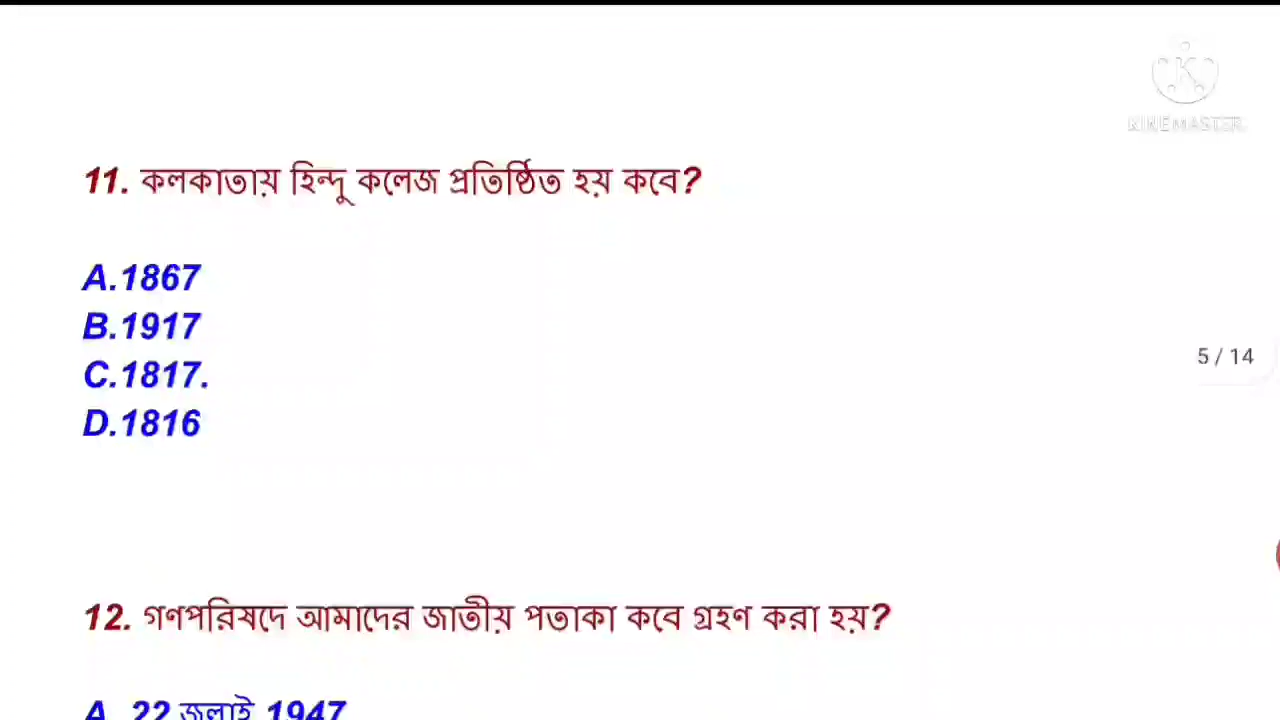 KINEMASTER
11. কলকাতায় হিন্দু কলেজ প্রতিষ্ঠিত হয় কবে?
A.1867
B.1917
C.1817.
D.1816
5 / 14
12. গণপরিষদে আমাদের জাতীয় পতাকা কবে গ্রহণ করা হয়?
A. 22 জুলাই 1947